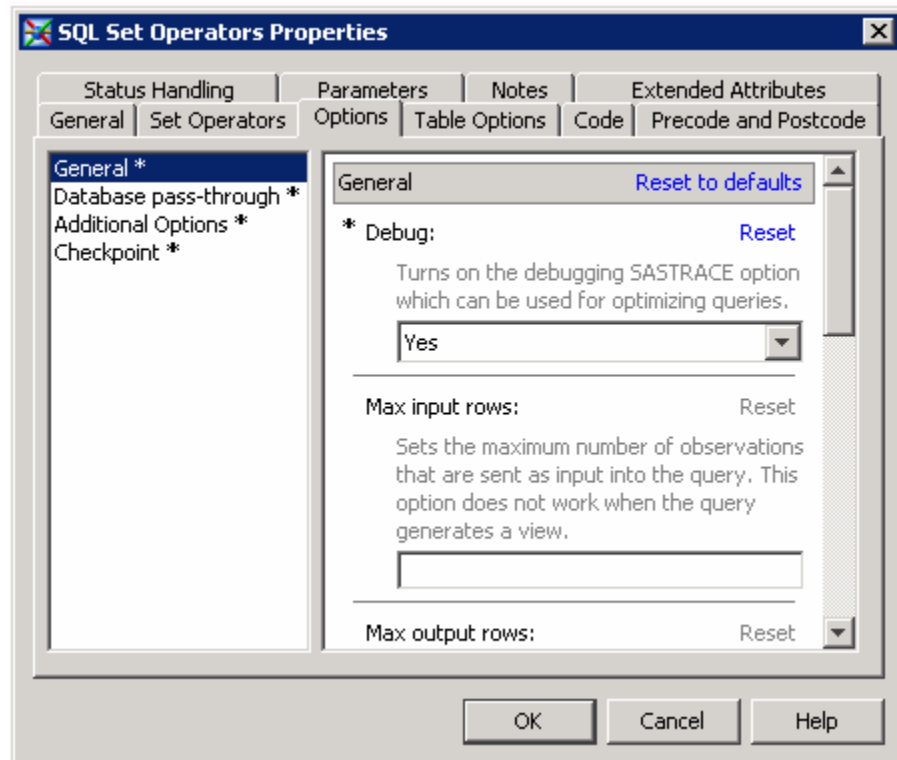 SQL Set Operators Properties
Status Handling Parameters Notes Extended Attributes
General Set Operators Options Table Options Code Precode and Postcode
General *
Database pass-through *
Additional Options *
Checkpoint *
General Reset to defaults
* Debug: Reset
Turns on the debugging SASTRACE option
which can be used for optimizing queries.
Yes
Max input rows: Reset
Sets the maximum number of observations
that are sent as input into the query. This
option does not work when the query
generates a view.
Max output rows: Reset
OK Cancel Help